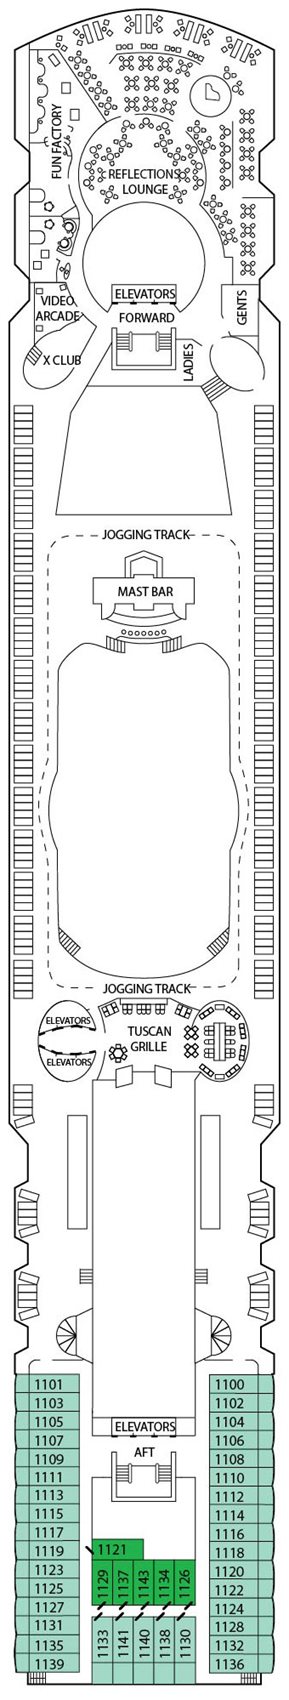 FUN FACTORY
REFLECTIONS
LOUNGE
ELEVATORS
FORWARD
VIDEO
ARCADE
GENTS
LADIES
X CLUB
JOGGING TRACK
MAST BAR
JOGGING TRACK
ELEVATORS
ELEVATORS
TUSCAN
GRILLE
ELEVATORS
AFT
1101
1103
1105
1107
1109
1111
1113
1115
1117
1119
1123
1125
1127
1131
1135
1139
1121
1129
1137
1143
1134
1126
1133
1141
1140
1138
1130
1100
1102
1104
1106
1108
1110
1112
1114
1116
1118
1120
1122
1124
1128
1132
1136